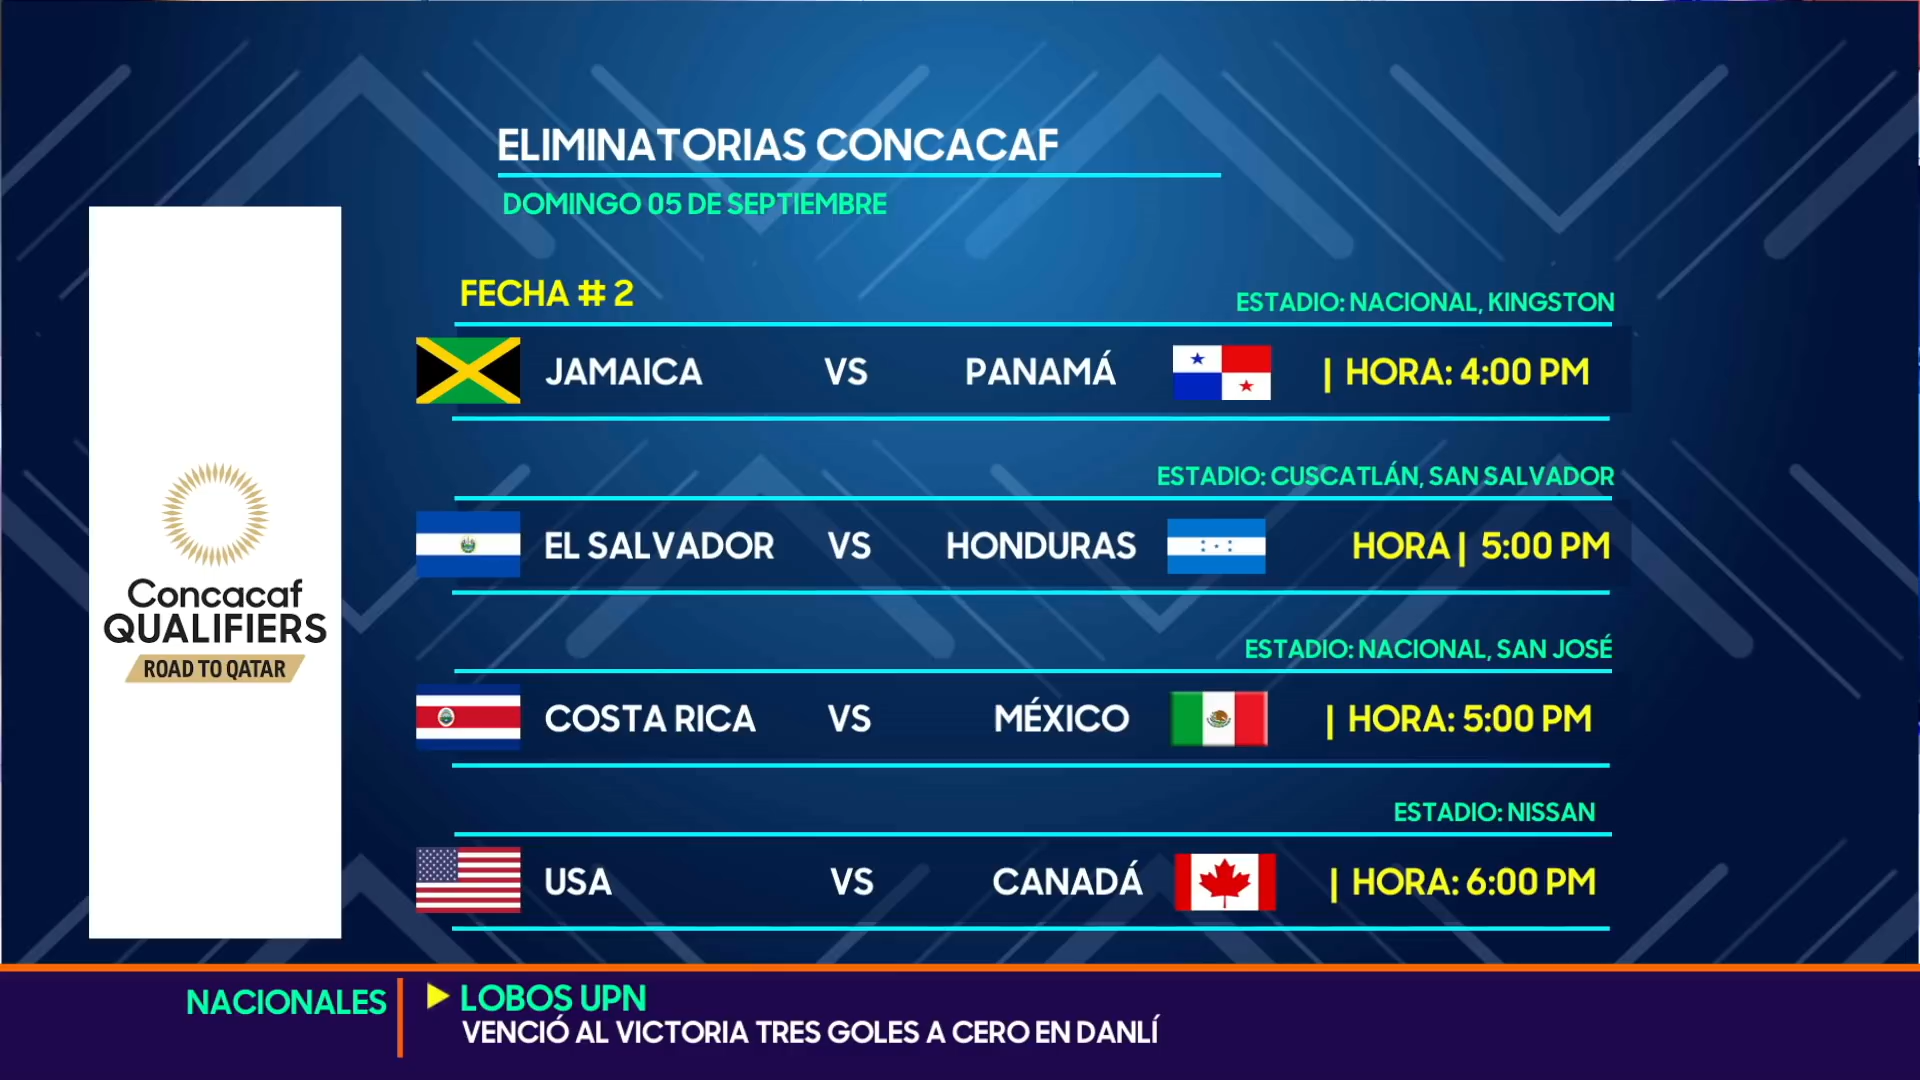 ELIMINATORIAS CONCACAF
DOMINGO 05 DE SEPTIEMBRE
FECHA # 2
ESTADIO: NACIONAL, KINGSTON
JAMAICA VS PANAMÁ | HORA: 4:00 PM
ESTADIO: CUSCATLÁN, SAN SALVADOR
EL SALVADOR VS HONDURAS HORA | 5:00 PM
ESTADIO: NACIONAL, SAN JOSÉ
COSTA RICA VS MÉXICO | HORA: 5:00 PM
ESTADIO: NISSAN
USA VS CANADÁ | HORA: 6:00 PM
Concacaf
QUALIFIERS
ROAD TO QATAR
NACIONALES
LOBOS UPN
VENCIÓ AL VICTORIA TRES GOLES A CERO EN DANLÍ